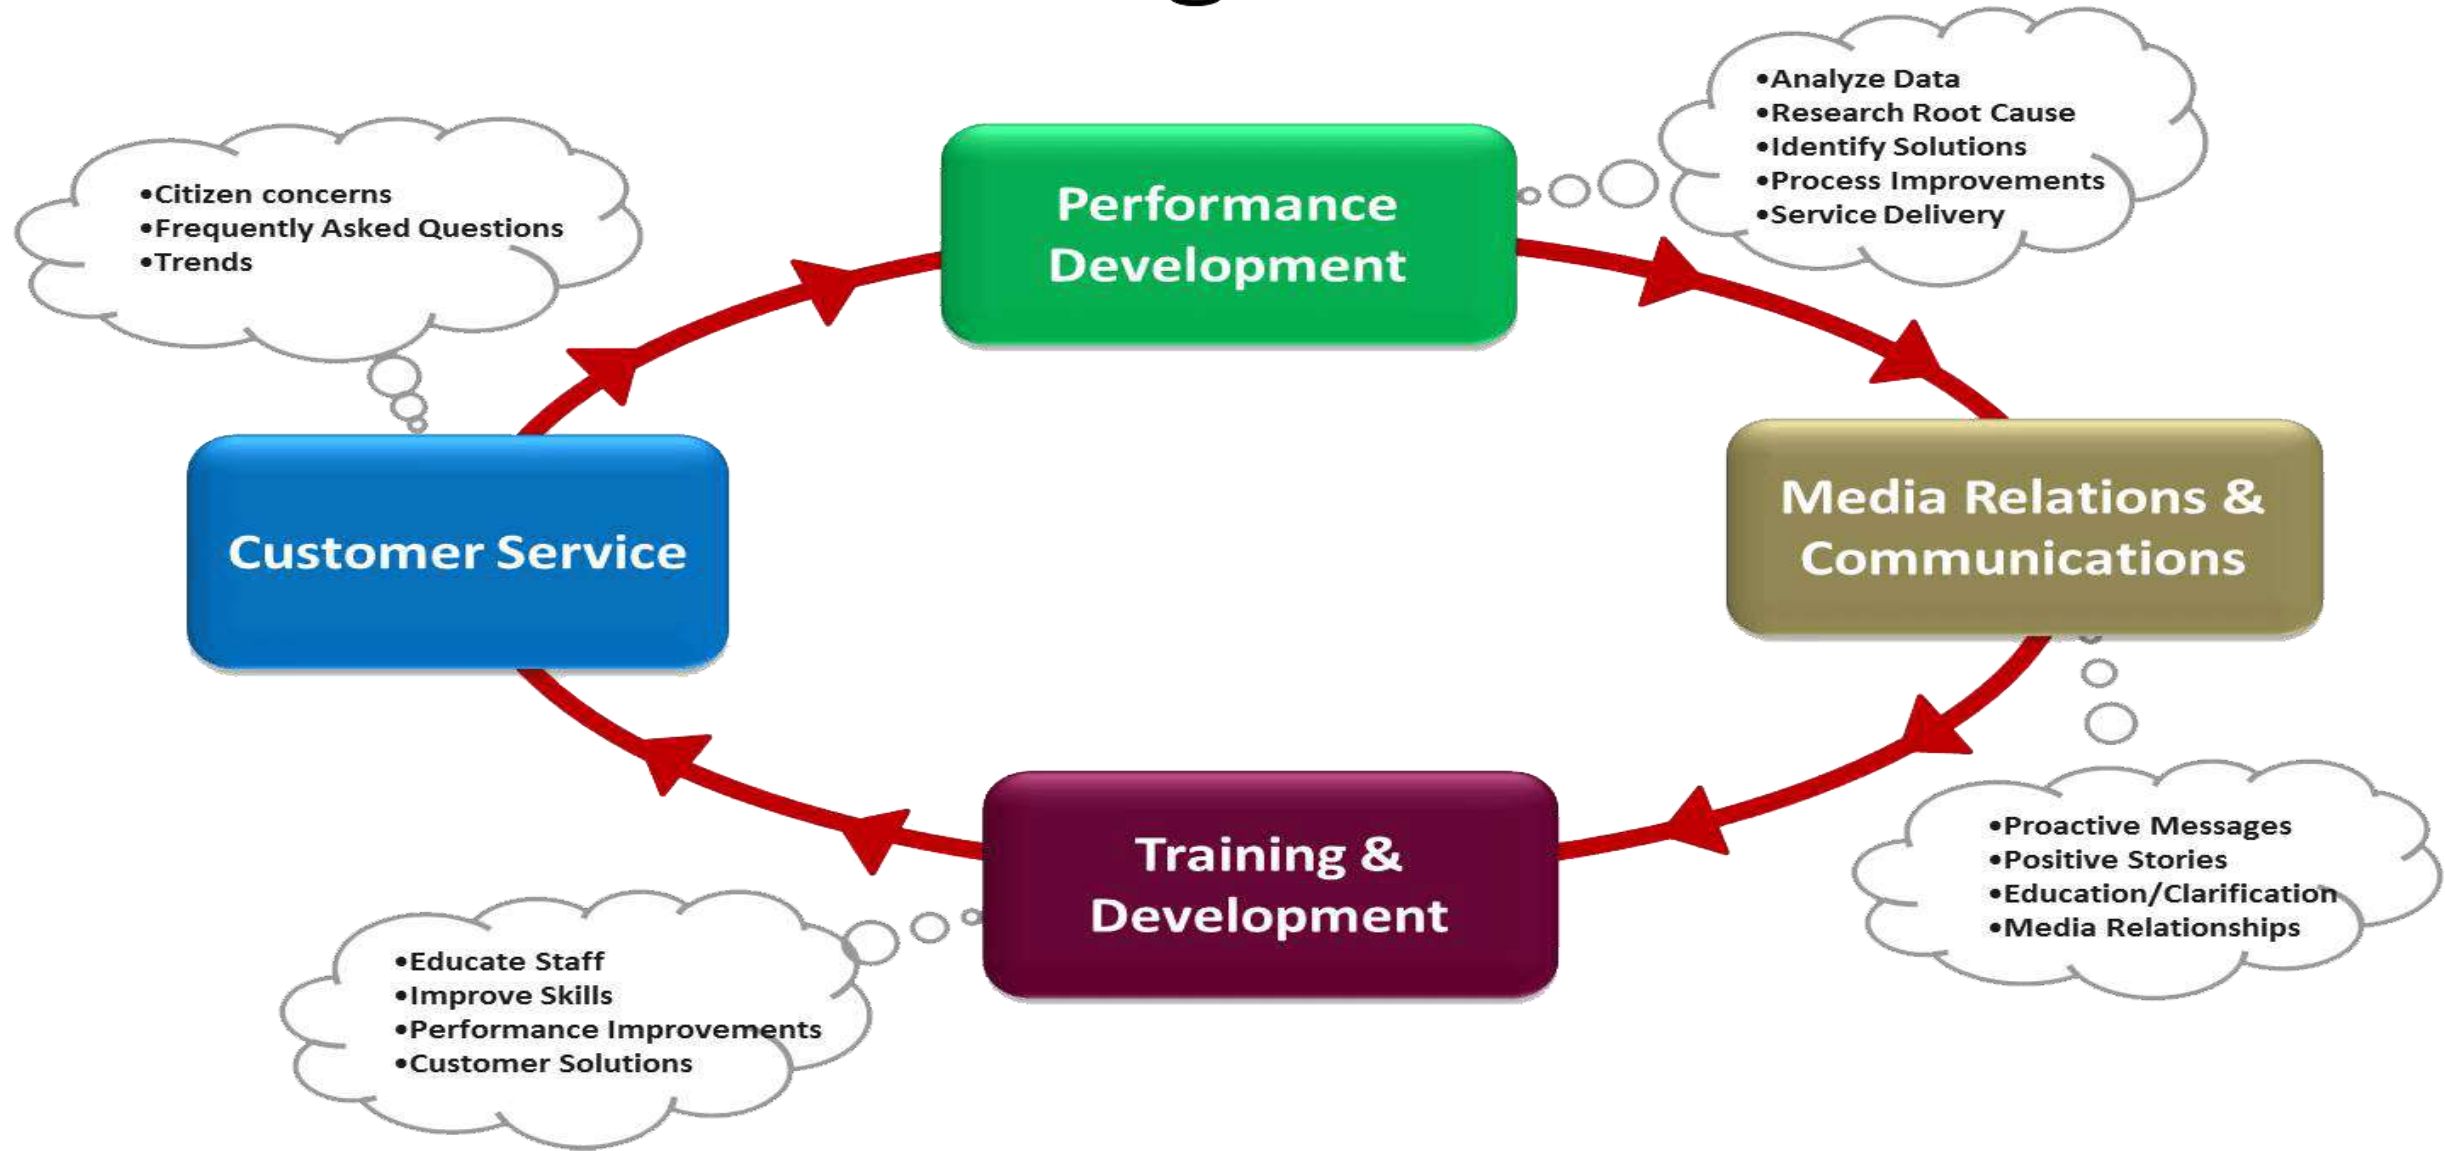 •Analyze Data
•Research Root Cause
•Identify Solutions
•Process Improvements
•Service Delivery
•Citizen concerns
•Frequently Asked Questions
•Trends
Performance
Development
Customer Service
Media Relations &
Communications
Training &
Development
•Proactive Messages
•Positive Stories
•Education/Clarification
•Media Relationships
•Educate Staff
•Improve Skills
•Performance Improvements
•Customer Solutions